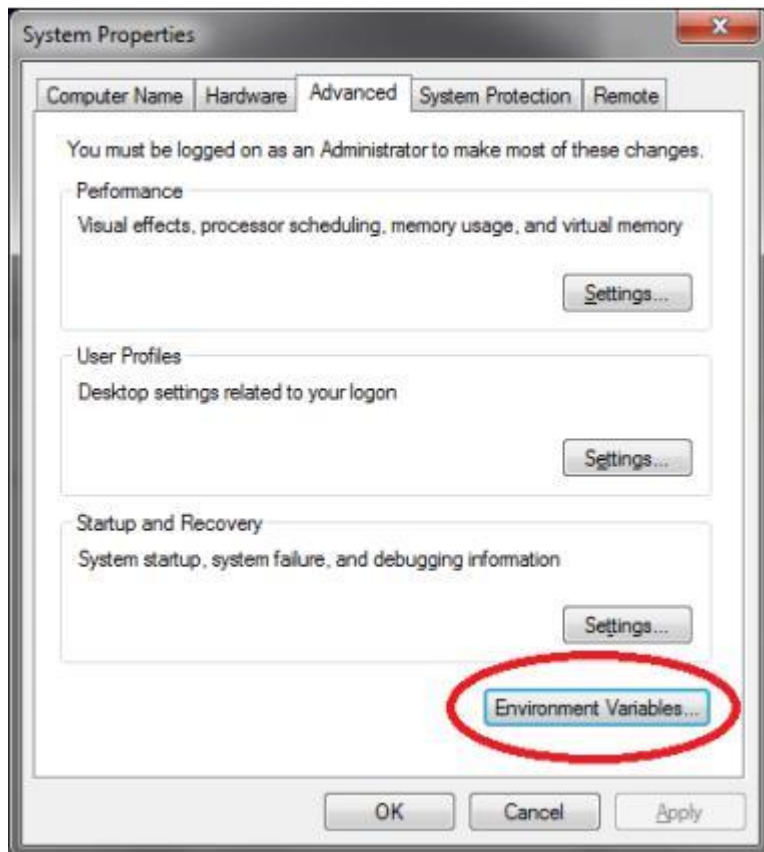 System Properties
Computer Name Hardware Advanced System Protection Remote
You must be logged on as an Administrator to make most of these changes.
Performance
Visual effects, processor scheduling, memory usage, and virtual memory
Settings...
User Profiles
Desktop settings related to your logon
Settings...
Startup and Recovery
System startup, system failure, and debugging information
Settings...
Environment Variables...
OK Cancel Apply